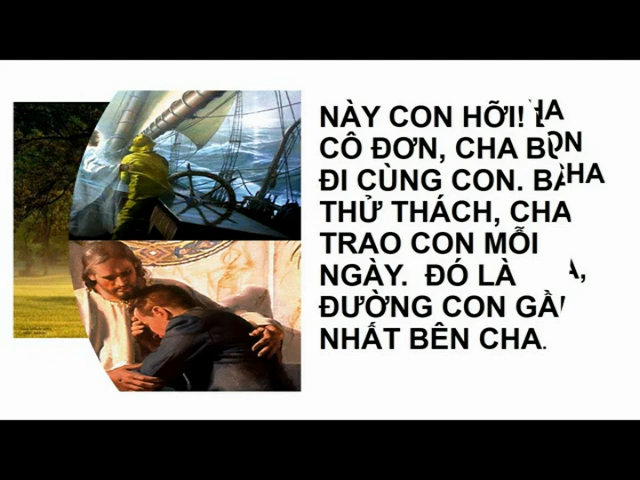 NÀY CON HỠI!
CÔ ĐƠN, CHA
ĐI CÙNG CON.
THỬ THÁCH, CHA
TRAO CON MỖI
NGÀY. ĐÓ LÀ
ĐƯỜNG CON
NHẤT BÊN CHA.